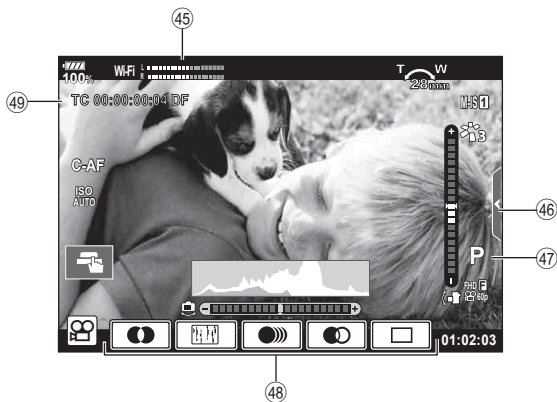 45
100%
Wi-Fi
L
R
T W
28mm
49
TC 00:00:00:04 DF
M-IS 1
3
C-AF
ISO
AUTO
46
P
47
FHD F
60p
01:02:03
48